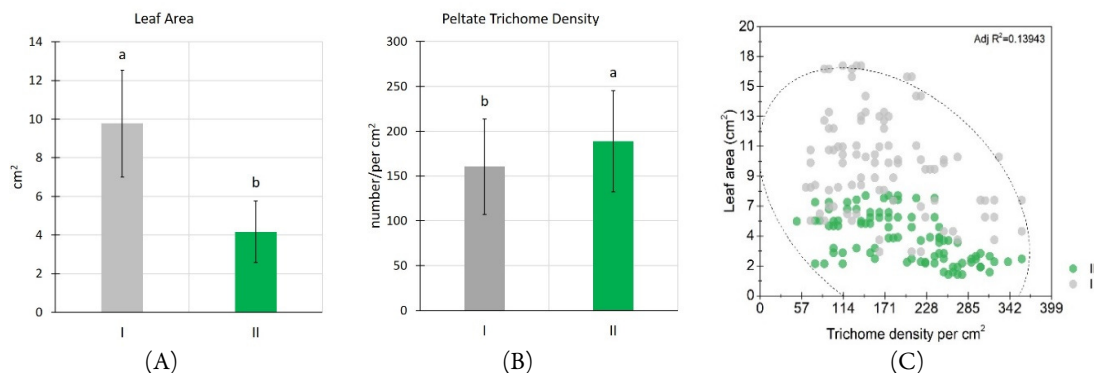 Leaf Area
14
12
10
8
6
4
2
0
cm²
a
b
I
II
(A)
Peltate Trichome Density
300
250
200
150
100
50
0
number/per cm²
b
a
I
II
(B)
20
18
15
13
11
9
7
4
2
0
Leaf area (cm²)
Adj R²=0.13943
0
57
114
171
228
285
342
399
Trichome density per cm²
II
I
(C)